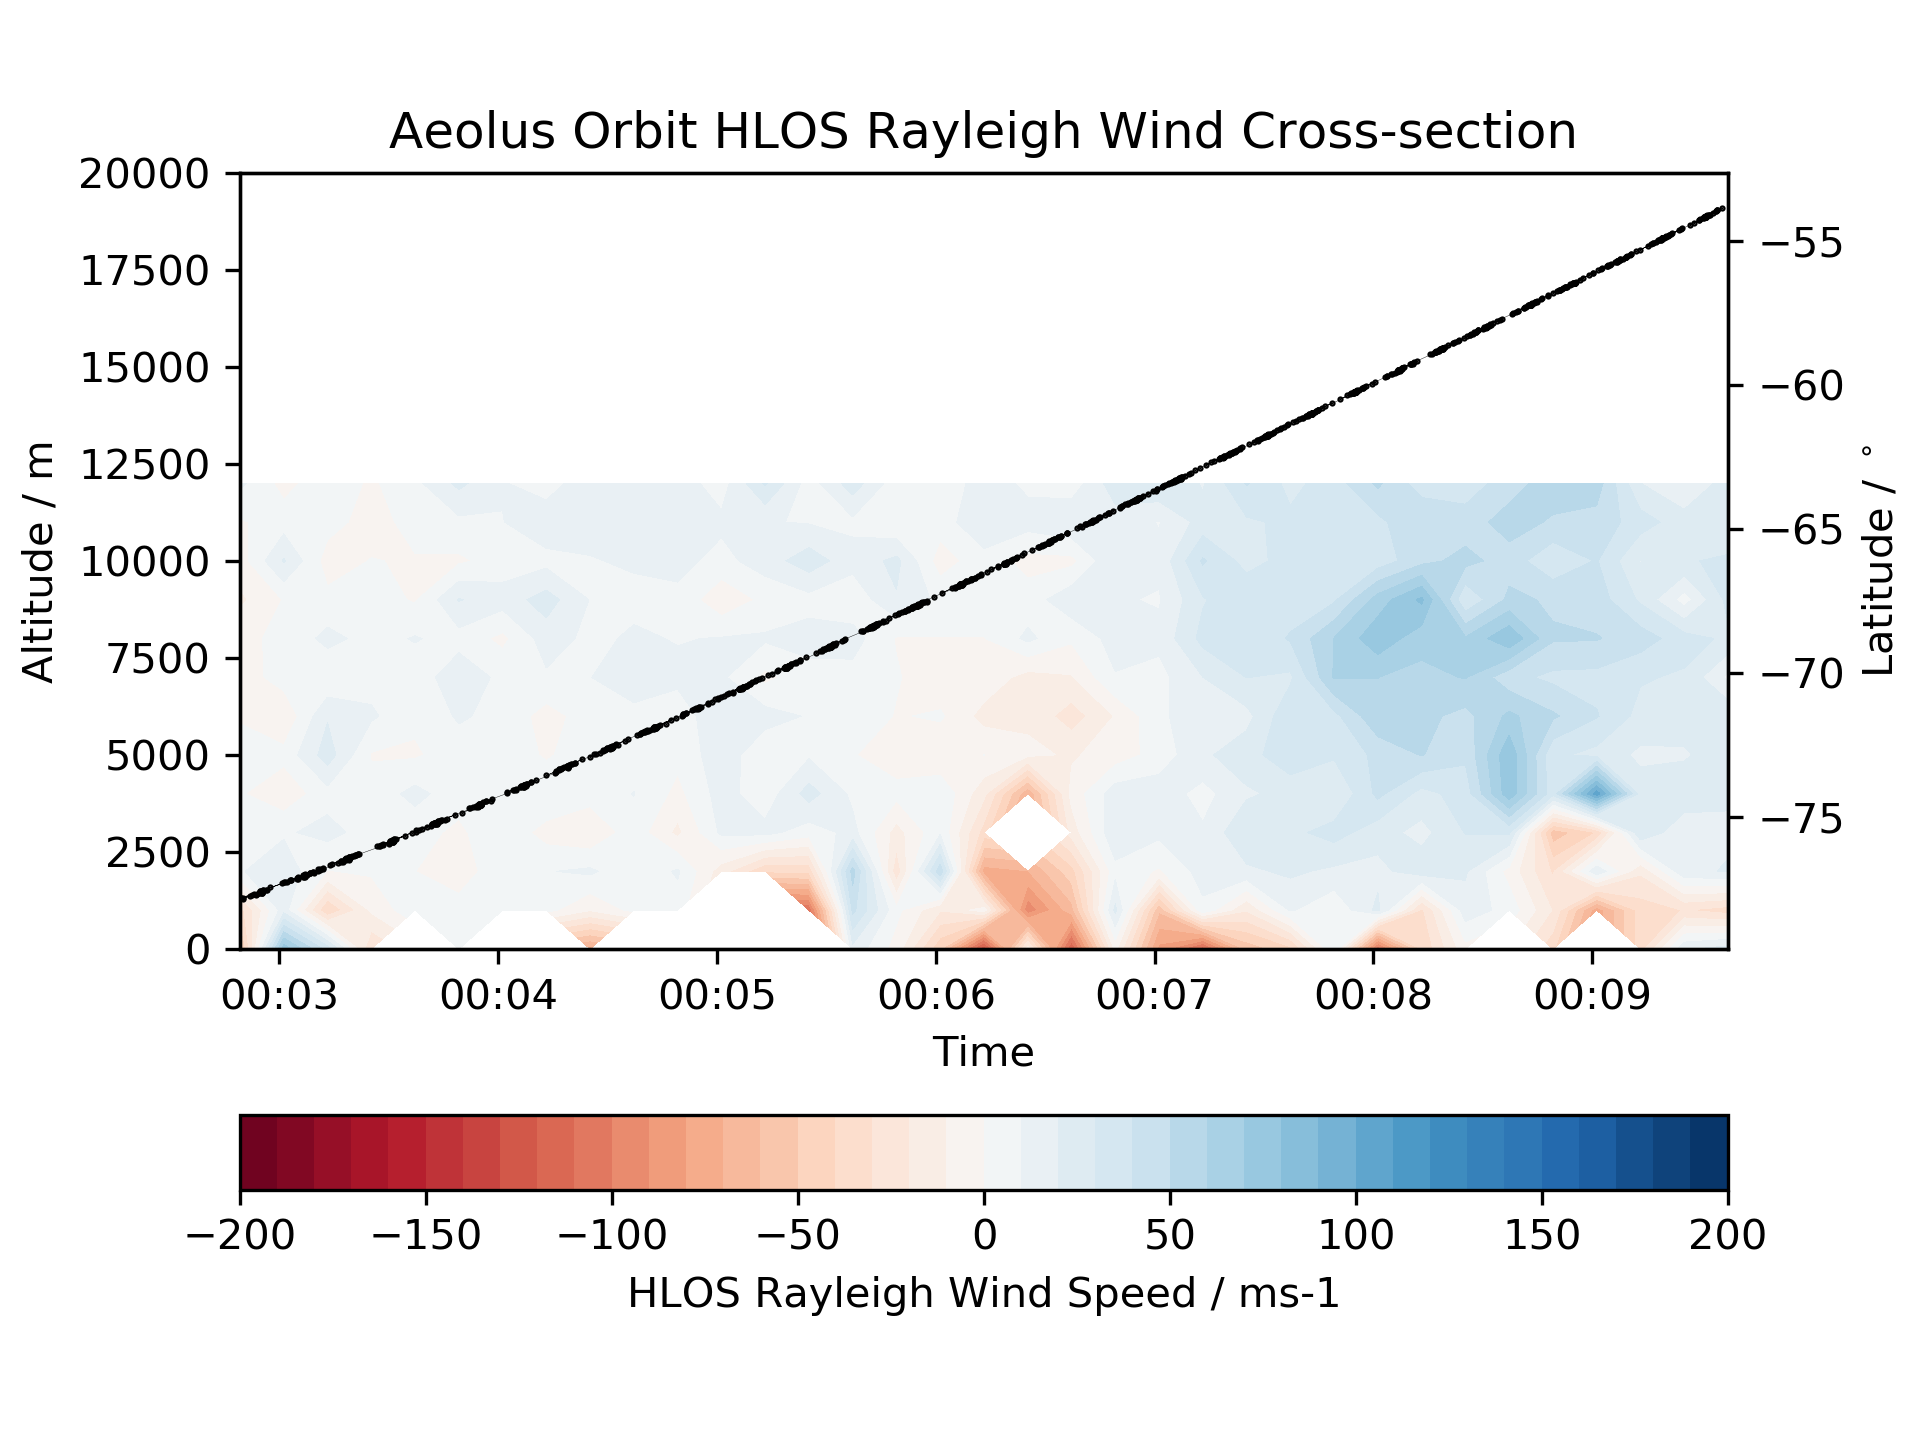 Aeolus Orbit HLOS Rayleigh Wind Cross-section
20000
17500
15000
12500
10000
7500
5000
2500
0
Altitude / m
−55
−60
−65
−70
−75
Latitude / °
00:03 00:04 00:05 00:06 00:07 00:08 00:09
Time
−200 −150 −100 −50 0 50 100 150 200
HLOS Rayleigh Wind Speed / ms-1